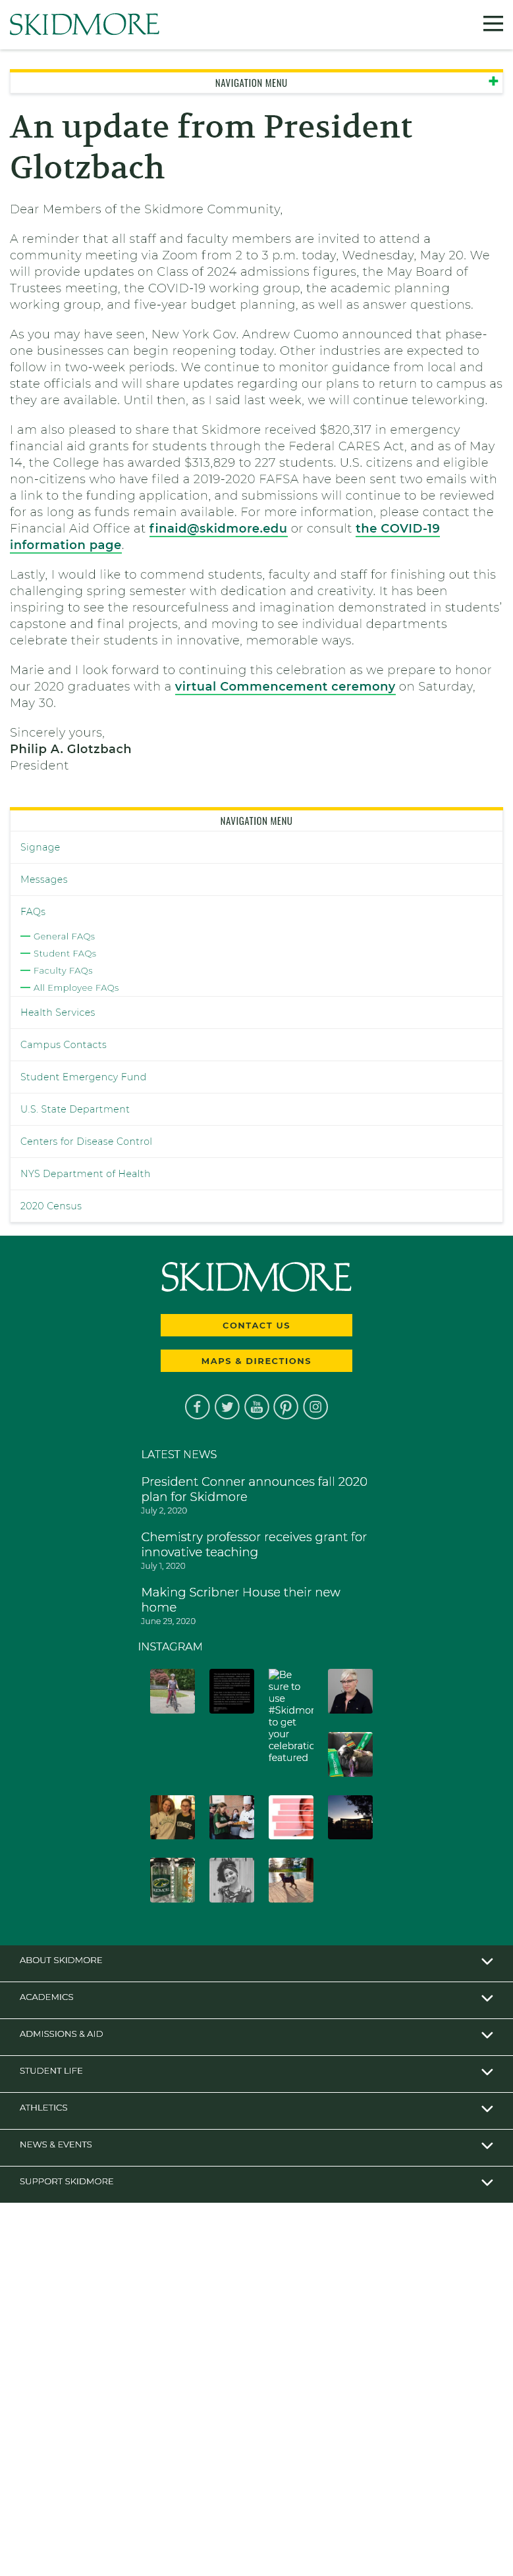 SKIDMORE
NAVIGATION MENU
An update from President
Glotzbach
Dear Members of the Skidmore Community,
A reminder that all staff and faculty members are invited to attend a
community meeting via Zoom from 2 to 3 p.m. today, Wednesday, May 20. We
will provide updates on Class of 2024 admissions figures, the May Board of
Trustees meeting, the COVID-19 working group, the academic planning
working group, and five-year budget planning, as well as answer questions.
As you may have seen, New York Gov. Andrew Cuomo announced that phase-
one businesses can begin reopening today. Other industries are expected to
follow in two-week periods. We continue to monitor guidance from local and
state officials and will share updates regarding our plans to return to campus as
they are available. Until then, as I said last week, we will continue teleworking.
I am also pleased to share that Skidmore received $820,317 in emergency
financial aid grants for students through the Federal CARES Act, and as of May
14, the College has awarded $313,829 to 227 students. U.S. citizens and eligible
non-citizens who have filed a 2019-2020 FAFSA have been sent two emails with
a link to the funding application, and submissions will continue to be reviewed
for as long as funds remain available. For more information, please contact the
Financial Aid Office at finaid@skidmore.edu or consult the COVID-19
information page.
Lastly, I would like to commend students, faculty and staff for finishing out this
challenging spring semester with dedication and creativity. It has been
inspiring to see the resourcefulness and imagination demonstrated in students'
capstone and final projects, and moving to see individual departments
celebrate their students in innovative, memorable ways.
Marie and I look forward to continuing this celebration as we prepare to honor
our 2020 graduates with a virtual Commencement ceremony on Saturday,
May 30.
Sincerely yours,
Philip A. Glotzbach
President
NAVIGATION MENU
Signage
Messages
FAQs
General FAQs
Student FAQs
Faculty FAQs
All Employee FAQs
Health Services
Campus Contacts
Student Emergency Fund
U.S. State Department
Centers for Disease Control
NYS Department of Health
2020 Census
SKIDMORE
CONTACT US
MAPS & DIRECTIONS
You Tube
LATEST NEWS
President Conner announces fall 2020
plan for Skidmore
July 2, 2020
Chemistry professor receives grant for
innovative teaching
July 1, 2020
Making Scribner House their new
home
June 29, 2020
INSTAGRAM
Be
sure to
use
#Skidmor
to get
your
celebratic
featured
ABOUT SKIDMORE
ACADEMICS
ADMISSIONS & AID
STUDENT LIFE
ATHLETICS
NEWS & EVENTS
SUPPORT SKIDMORE